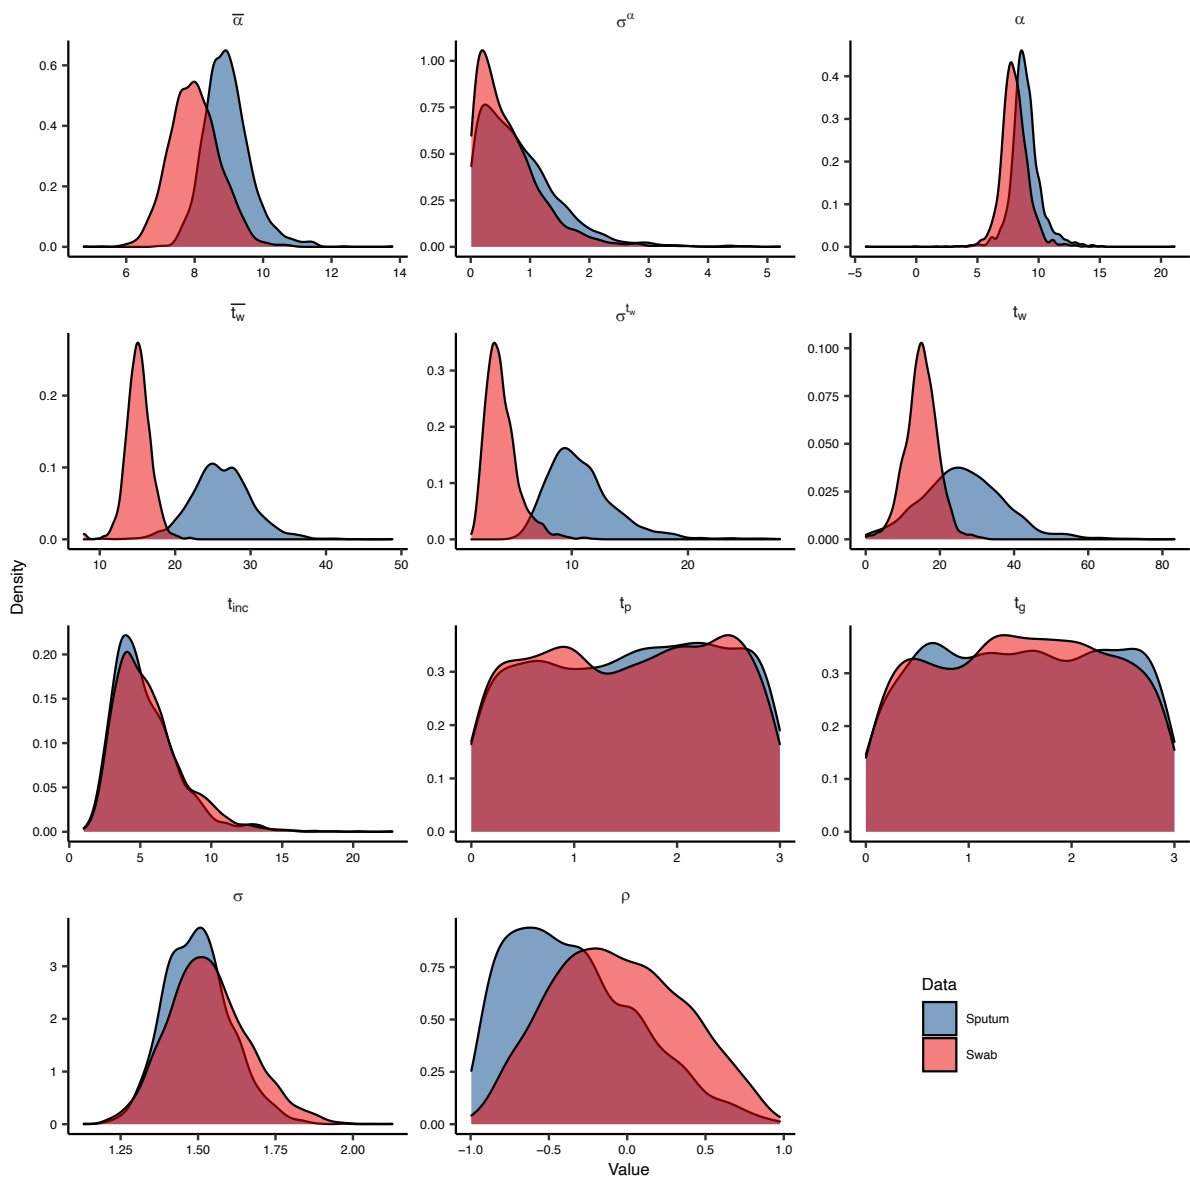 α̅ σ^α α
0.6 1.00 0.4
0.4 0.75 0.3
0.2 0.50 0.2
0.0 0.25 0.1
0.00 0.0
6 8 10 12 14 0 1 2 3 4 5 −5 0 5 10 15 20
t̅w̅ σ^tw tw
0.2 0.3 0.100
0.1 0.2 0.075
0.0 0.1 0.050
0.0 0.025
0.000
10 20 30 40 50 10 20 0 20 40 60 80
Density
tinc tp tg
0.20 0.3 0.3
0.15 0.2 0.2
0.10 0.1 0.1
0.05 0.0 0.0
0.00
0 5 10 15 20 0 1 2 3 0 1 2 3
σ ρ
3 0.75
2 0.50
1 0.25
0 0.00
1.25 1.50 1.75 2.00 −1.0 −0.5 0.0 0.5 1.0
Value
Data
Sputum
Swab